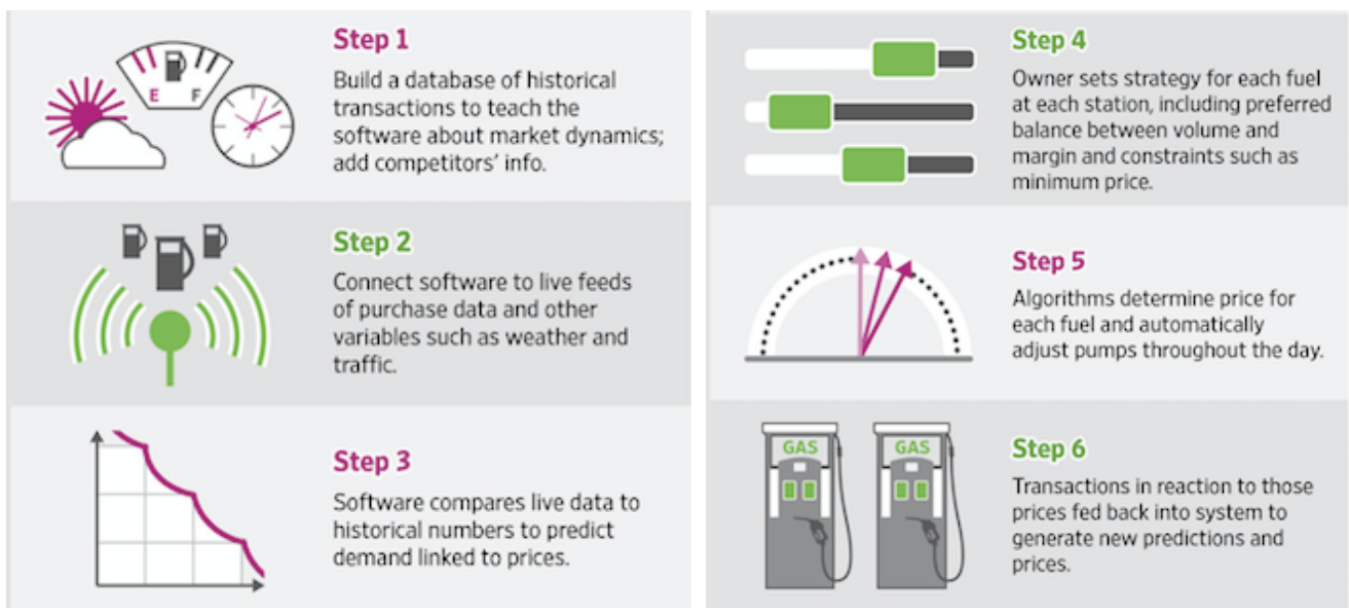 E F
Step 1
Build a database of historical
transactions to teach the
software about market dynamics;
add competitors' info.
Step 2
Connect software to live feeds
of purchase data and other
variables such as weather and
traffic.
Step 3
Software compares live data to
historical numbers to predict
demand linked to prices.
Step 4
Owner sets strategy for each fuel
at each station, including preferred
balance between volume and
margin and constraints such as
minimum price.
Step 5
Algorithms determine price for
each fuel and automatically
adjust pumps throughout the day.
GAS GAS
Step 6
Transactions in reaction to those
prices fed back into system to
generate new predictions and
prices.